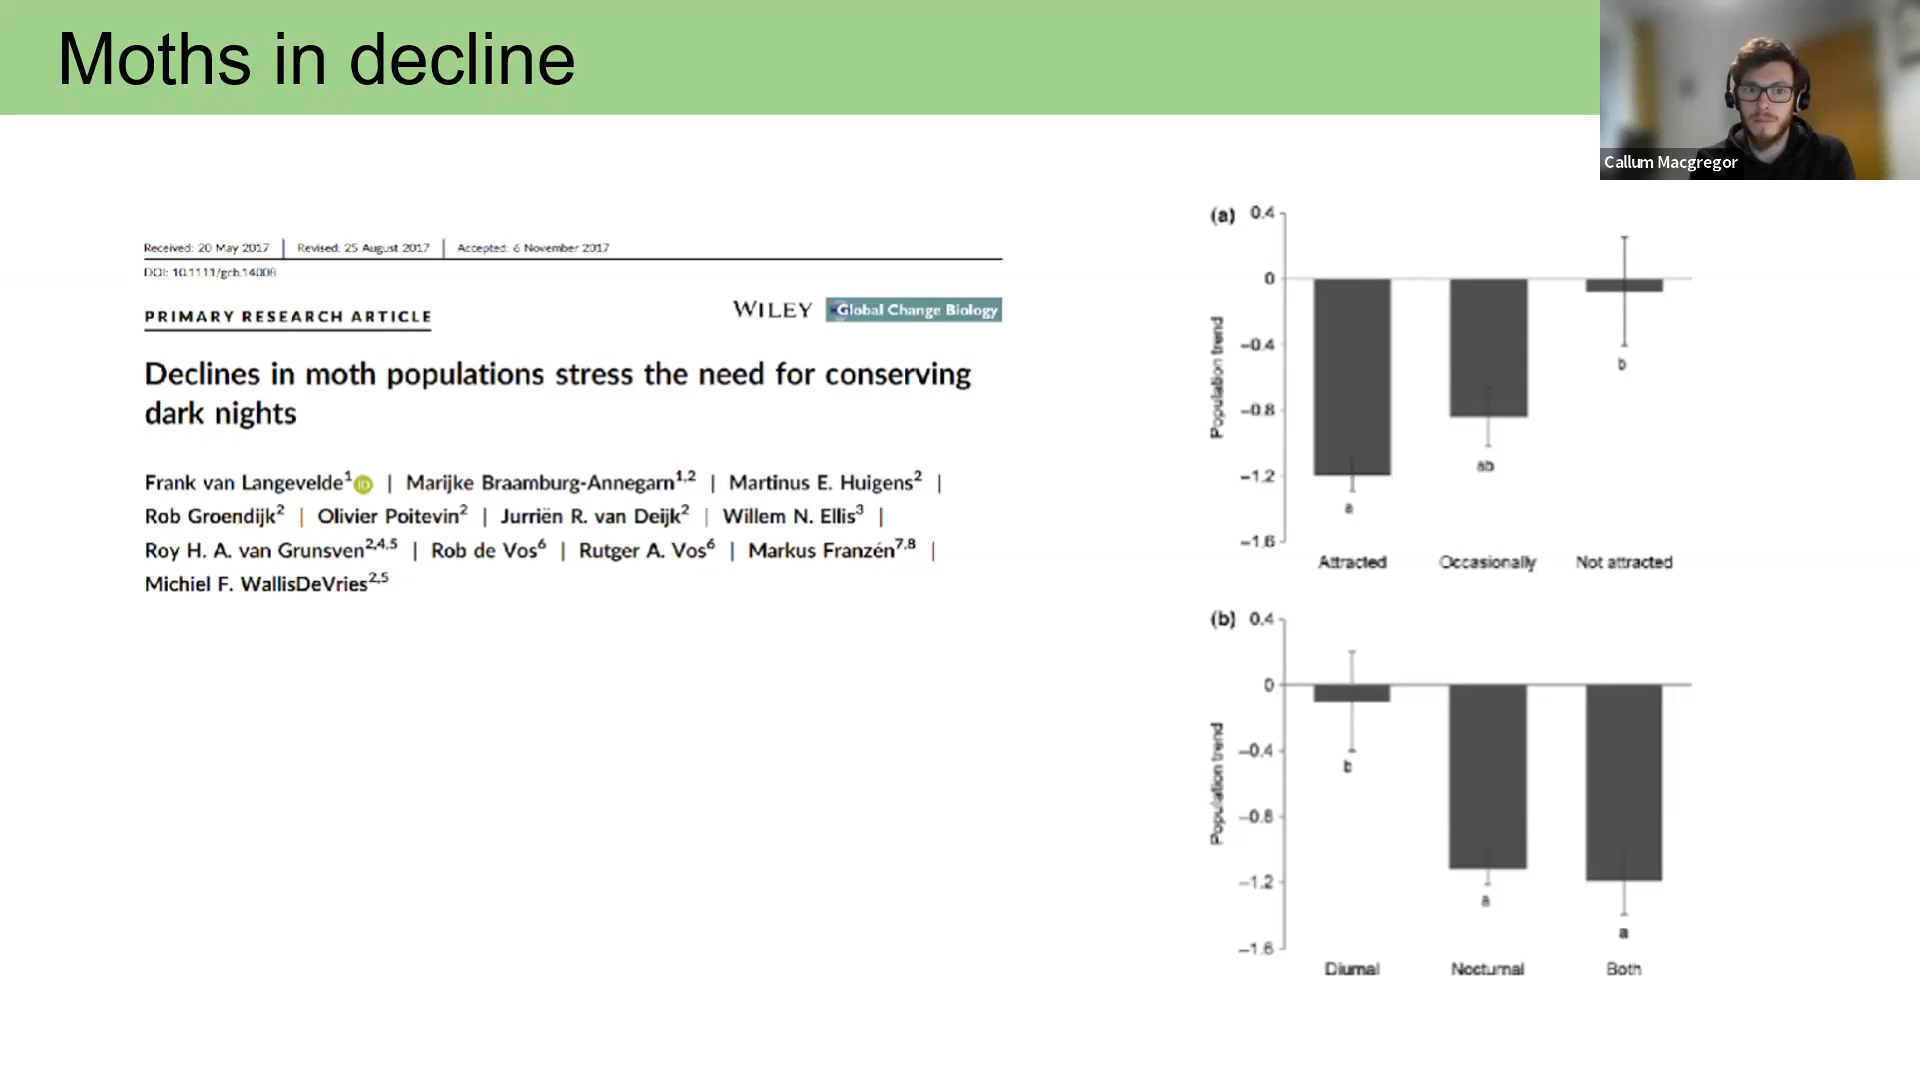 Moths in decline
Callum Macgregor
Received: 20 May 2017 | Revised: 25 August 2017 | Accepted: 6 November 2017
DOI: 10.1111/gcb.14008
PRIMARY RESEARCH ARTICLE
WILEY Global Change Biology
Declines in moth populations stress the need for conserving
dark nights
Frank van Langevelde1 iD | Marijke Braamburg-Annegarn1,2 | Martinus E. Huigens2 |
Rob Groendijk2 | Olivier Poitevin2 | Jurriën R. van Deijk2 | Willem N. Ellis3 |
Roy H. A. van Grunsven2,4,5 | Rob de Vos6 | Rutger A. Vos6 | Markus Franzén7,8 |
Michiel F. WallisDeVries2,5
(a)
0.4
0
–0.4
–0.8
–1.2
–1.6
Population trend
a
ab
b
Attracted Occasionally Not attracted
(b)
0.4
0
–0.4
–0.8
–1.2
–1.6
Population trend
b
a
a
Diurnal Nocturnal Both